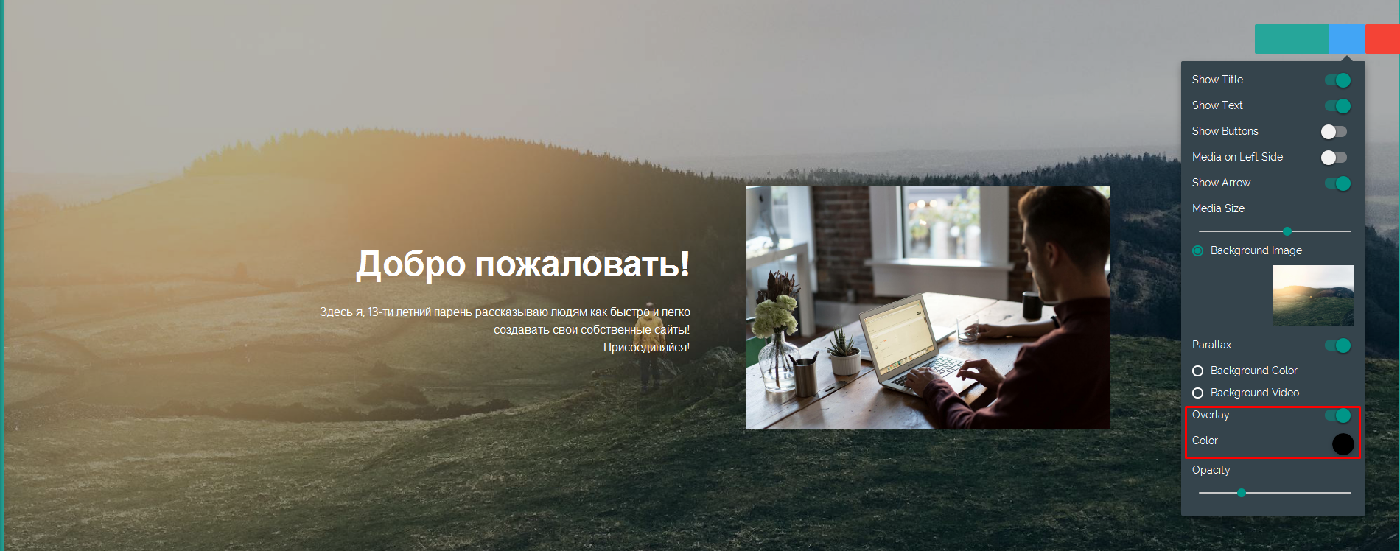 Добро пожаловать!
Здесь я, 13-ти летний парень рассказываю людям как быстро и легко
создавать свои собственные сайты!
Присоединяйся!
Show Title
Show Text
Show Buttons
Media on Left Side
Show Arrow
Media Size
Background Image
Parallax
Background Color
Background Video
Overlay
Color
Opacity